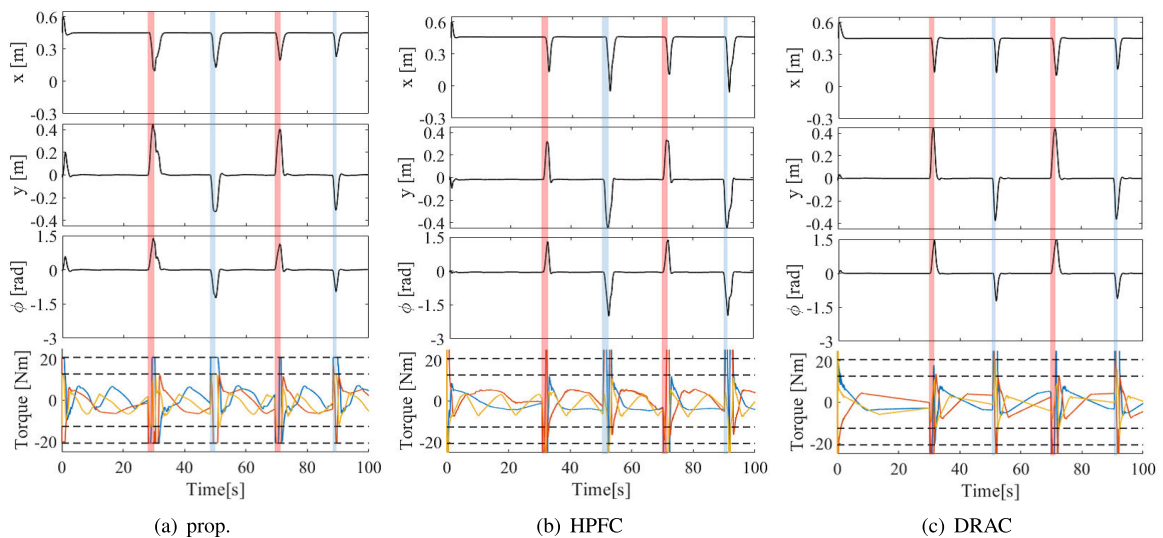 0.6
0.3
0
-0.3
x [m]
0.4
0.2
0
-0.2
-0.4
y [m]
1.5
0
-1.5
-3
ϕ [rad]
20
0
-20
Torque [Nm]
0 20 40 60 80 100
Time[s]
(a) prop.
0.6
0.3
0
-0.3
x [m]
0.4
0.2
0
-0.2
-0.4
y [m]
1.5
0
-1.5
-3
ϕ [rad]
20
0
-20
Torque [Nm]
0 20 40 60 80 100
Time[s]
(b) HPFC
0.6
0.3
0
-0.3
x [m]
0.4
0.2
0
-0.2
-0.4
y [m]
1.5
0
-1.5
-3
ϕ [rad]
20
0
-20
Torque [Nm]
0 20 40 60 80 100
Time[s]
(c) DRAC